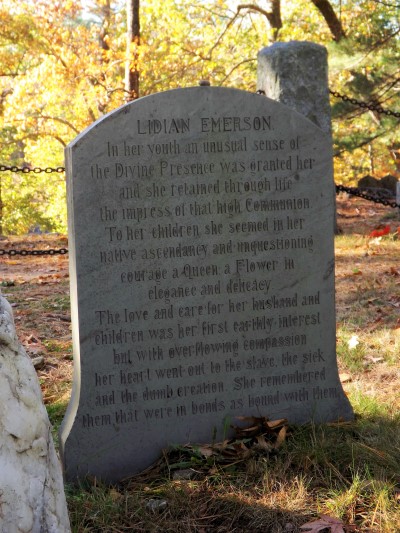 LIDIAN EMERSON
In her youth an unusual sense of
the Divine Presence was granted her
and she retained through life
the impress of that high Communion.
To her children she seemed in her
native ascendancy and unquestioning
courage a Queen, a Flower in
elegance and delicacy.
The love and care for her husband and
children was her first earthly interest
but with overflowing compassion
her heart went out to the slave, the sick
and the dumb creation. She remembered
them that were in bonds as bound with them.